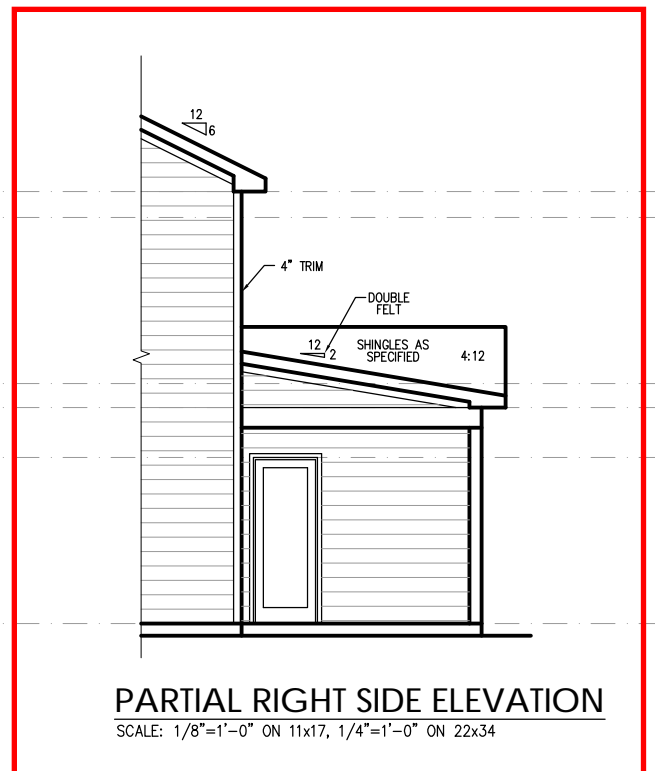 12
6
4" TRIM
DOUBLE
FELT
12
2
SHINGLES AS
SPECIFIED
4:12
PARTIAL RIGHT SIDE ELEVATION
SCALE: 1/8"=1'-0" ON 11x17, 1/4"=1'-0" ON 22x34